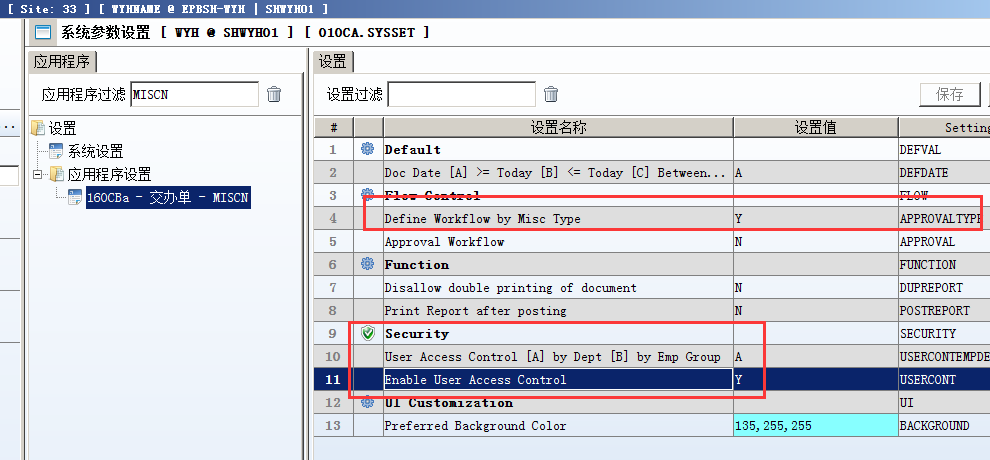 [ Site: 33 ] [ WYHNAME @ EPBSH-WYH | SHWYH01 ]
系统参数设置 [ WYH @ SHWYH01 ] [ 010CA.SYSSET ]
应用程序
应用程序过滤 MISCN
设置
系统设置
应用程序设置
160CBa - 交办单 - MISCN
设置
设置过滤
保存
# 设置名称 设置值 Setting
1 Default DEFVAL
2 Doc Date [A] >= Today [B] <= Today [C] Between... A DEFDATE
3 Flow Control FLOW
4 Define Workflow by Misc Type Y APPROVALTYPE
5 Approval Workflow N APPROVAL
6 Function FUNCTION
7 Disallow double printing of document N DUPREPORT
8 Print Report after posting N POSTREPORT
9 Security SECURITY
10 User Access Control [A] by Dept [B] by Emp Group A USERCONTEMPDE
11 Enable User Access Control Y USERCONT
12 UI Customization UI
13 Preferred Background Color 135,255,255 BACKGROUND